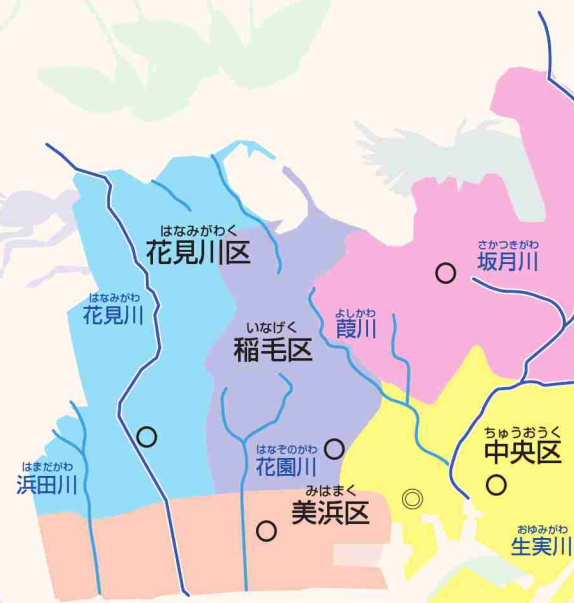 はなみがわく
花見川区
さかつきがわ
坂月川
はなみがわ
花見川
よしかわ
葭川
いなげく
稲毛区
ちゅうおうく
中央区
はまだがわ
浜田川
はなぞのがわ
花園川
みはまく
美浜区
おゆみがわ
生実川